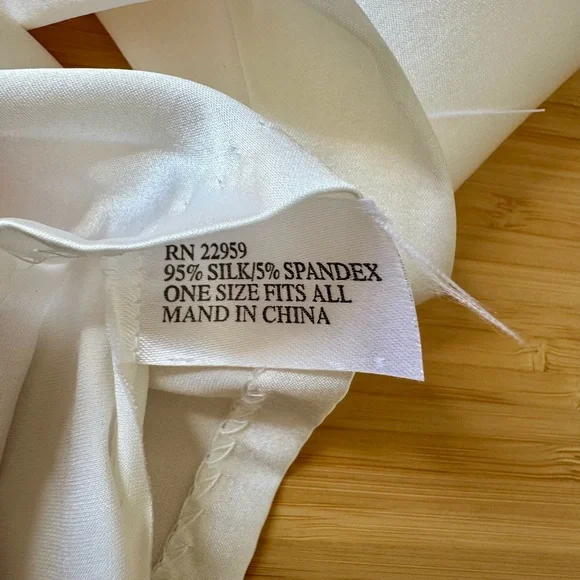 RN 22959
95% SILK/5% SPANDEX
ONE SIZE FITS ALL
MAND IN CHINA